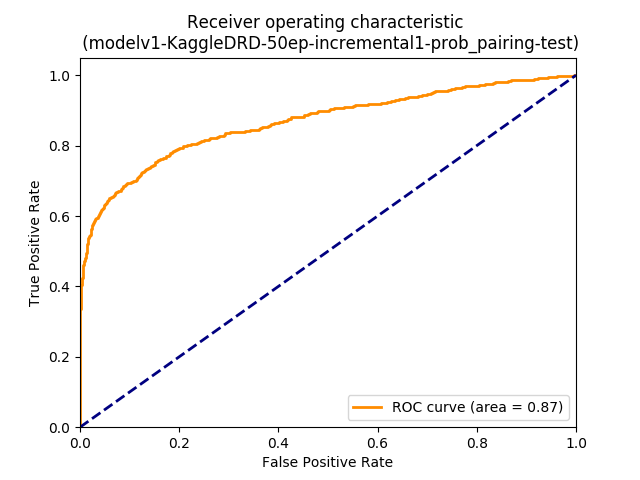 Receiver operating characteristic
(modelv1-KaggleDRD-50ep-incremental1-prob_pairing-test)
1.0
0.8
0.6
0.4
0.2
0.0
True Positive Rate
ROC curve (area = 0.87)
0.0 0.2 0.4 0.6 0.8 1.0
False Positive Rate